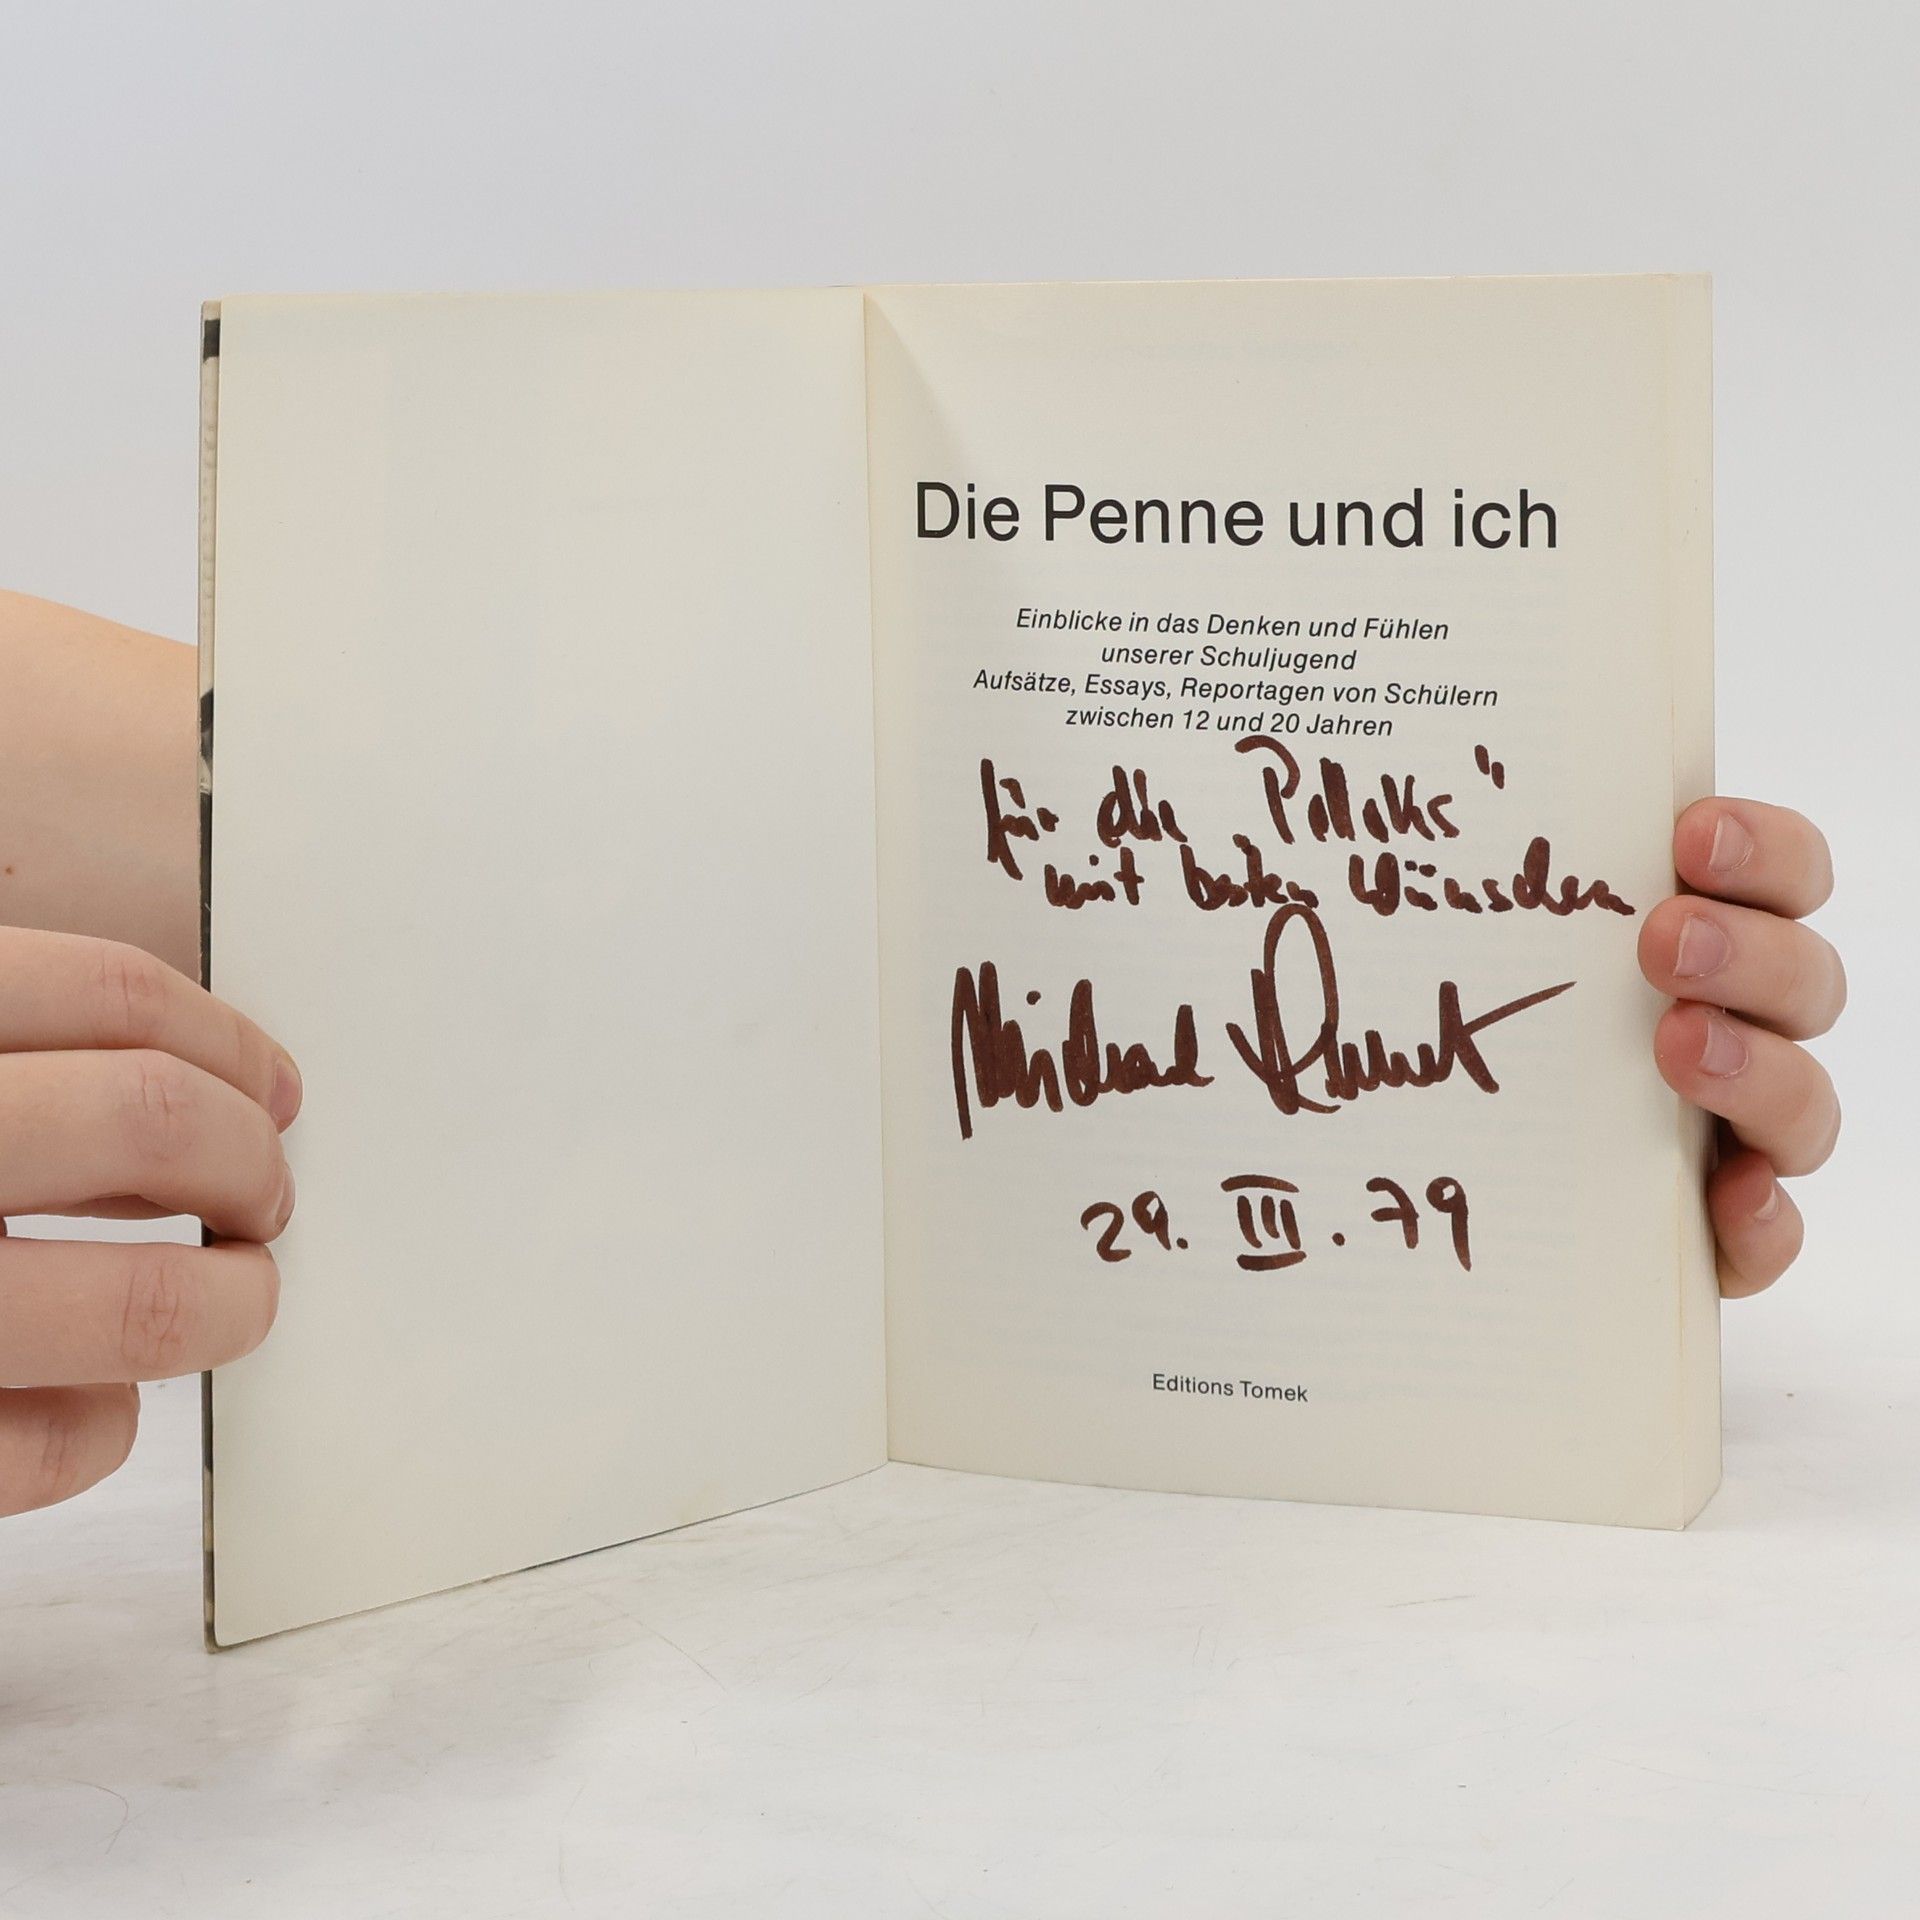 Die Penne und ich
Einblicke in das Denken und Fühlen
unserer Schuljugend
Aufsätze, Essays, Reportagen von Schülern
zwischen 12 und 20 Jahren
für die
mit besten Wünschen
Michael
29. III. 79
Editions Tomek